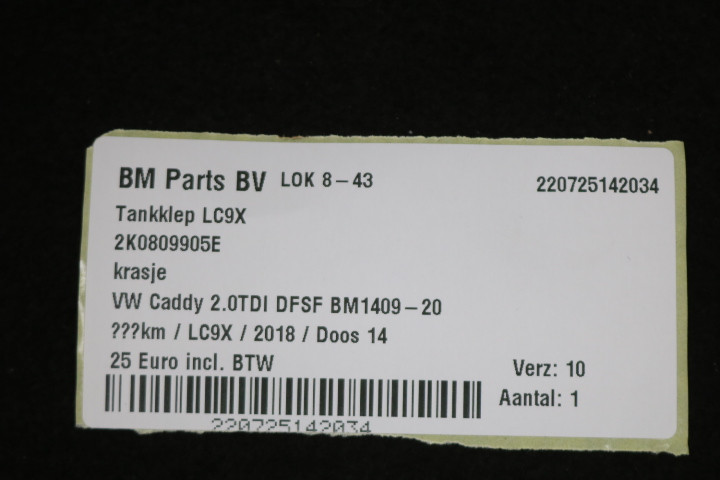 BM Parts BV LOK 8-43 220725142034
Tankklep LC9X
2K0809905E
krasje
VW Caddy 2.0TDI DFSF BM1409-20
???km / LC9X / 2018 / Doos 14
25 Euro incl. BTW Verz: 10
Aantal: 1
220725142034